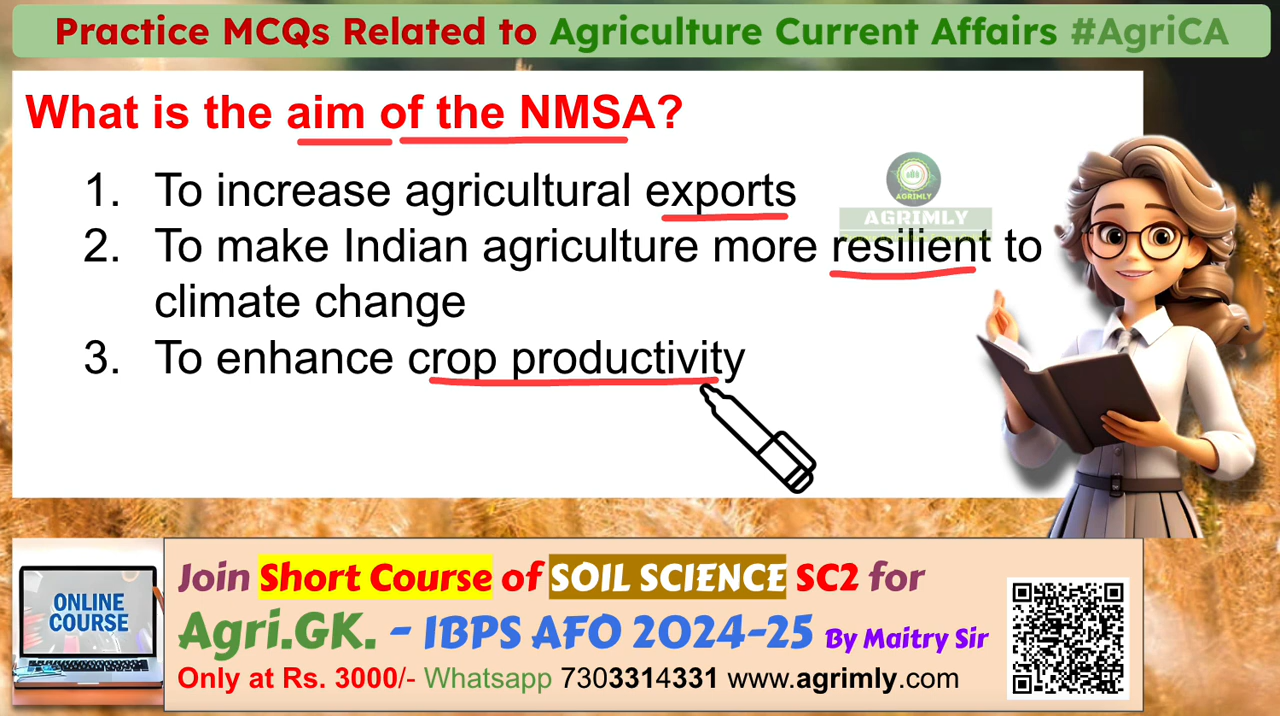 Practice MCQs Related to Agriculture Current Affairs #AgriCA
What is the aim of the NMSA?
1. To increase agricultural exports
AGRIMLY
AGRIMLY
2. To make Indian agriculture more resilient to
climate change
3. To enhance crop productivity
ONLINE
COURSE
Join Short Course of SOIL SCIENCE SC2 for
Agri.GK. - IBPS AFO 2024-25 By Maitry Sir
Only at Rs. 3000/- Whatsapp 7303314331 www.agrimly.com